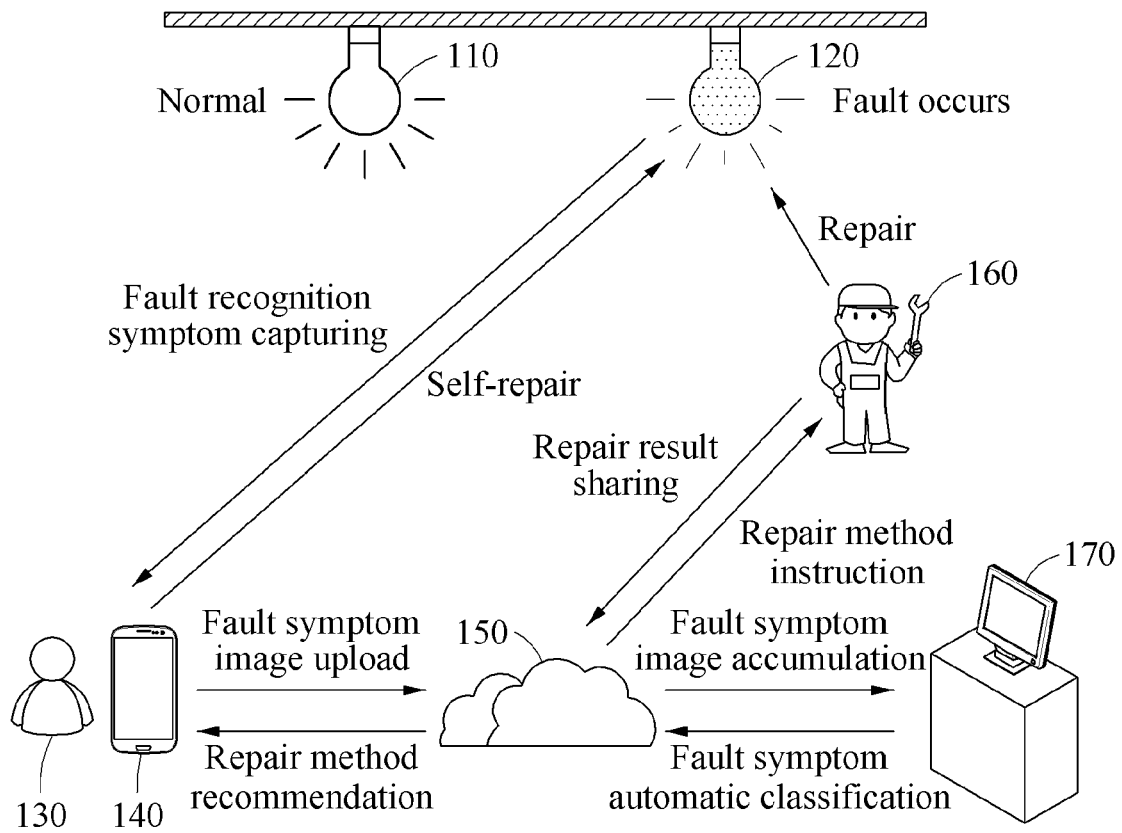 110
120
Normal
Fault occurs
Repair
160
Fault recognition
symptom capturing
Self-repair
Repair result
sharing
Repair method
instruction
170
Fault symptom
image upload
150
Fault symptom
image accumulation
Repair method
recommendation
Fault symptom
automatic classification
130
140